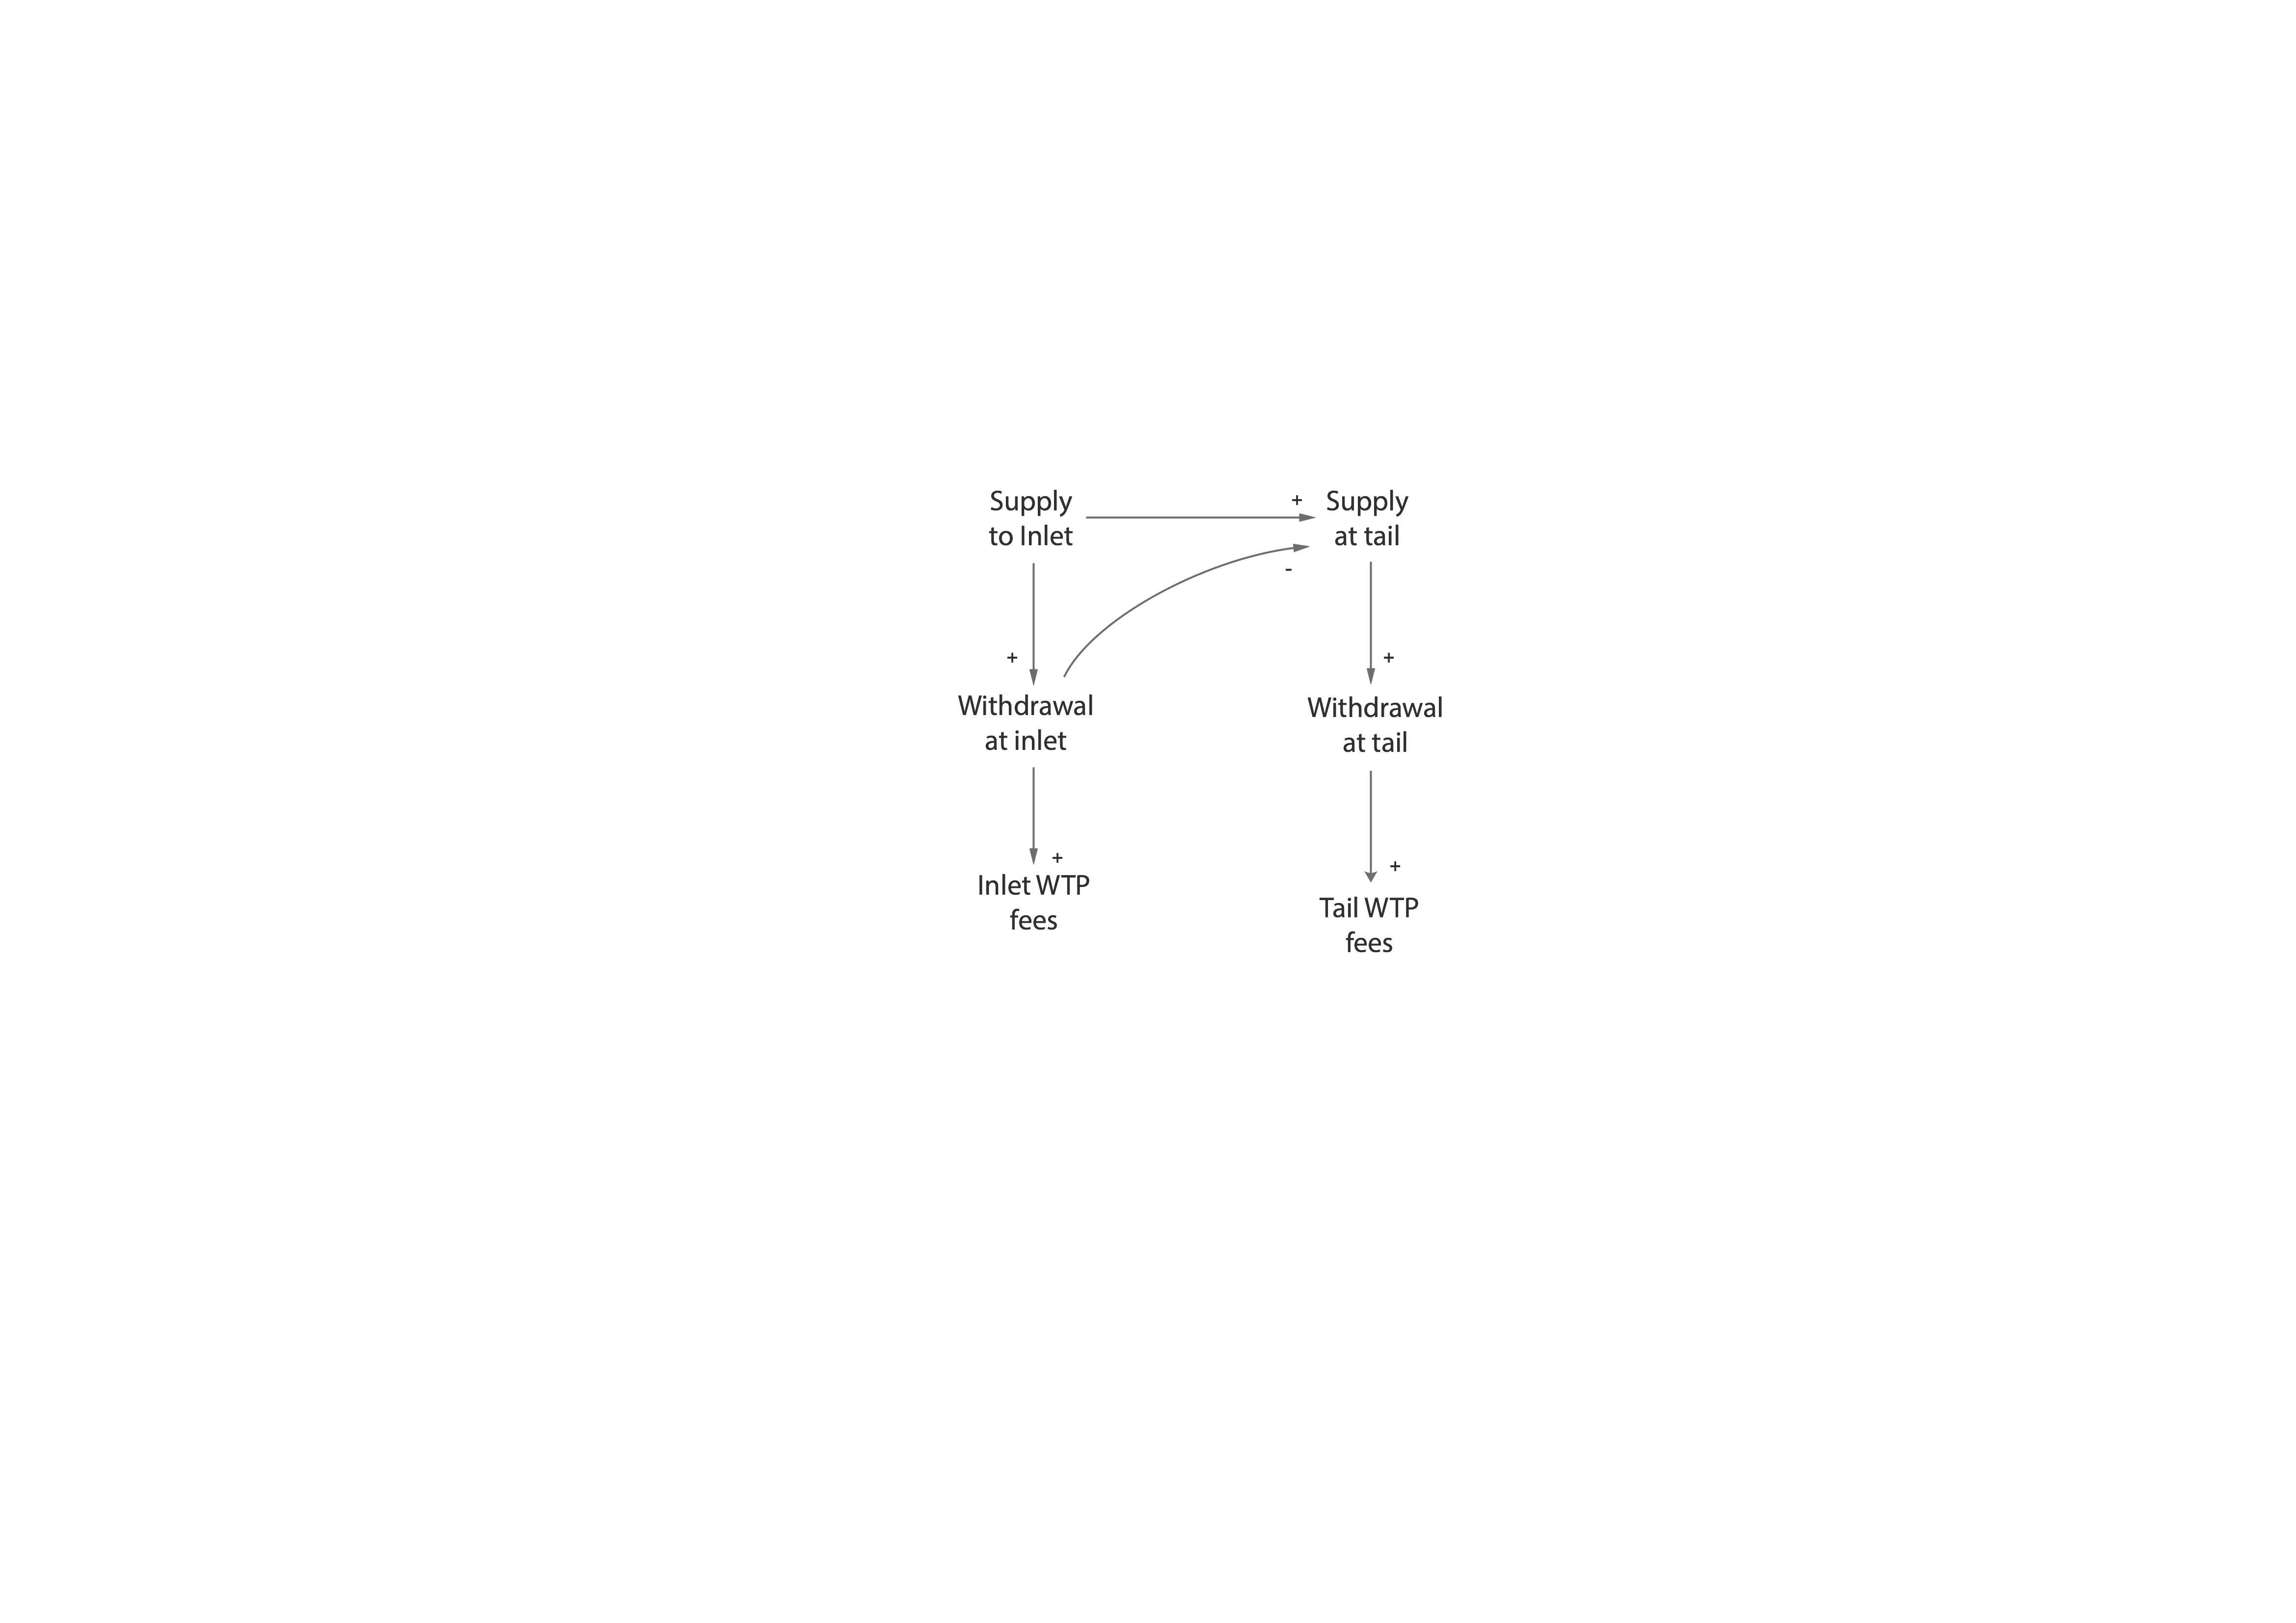 Supply
to Inlet
+
Supply
at tail
-
+
+
Withdrawal
at inlet
Withdrawal
at tail
+
+
Inlet WTP
fees
Tail WTP
fees